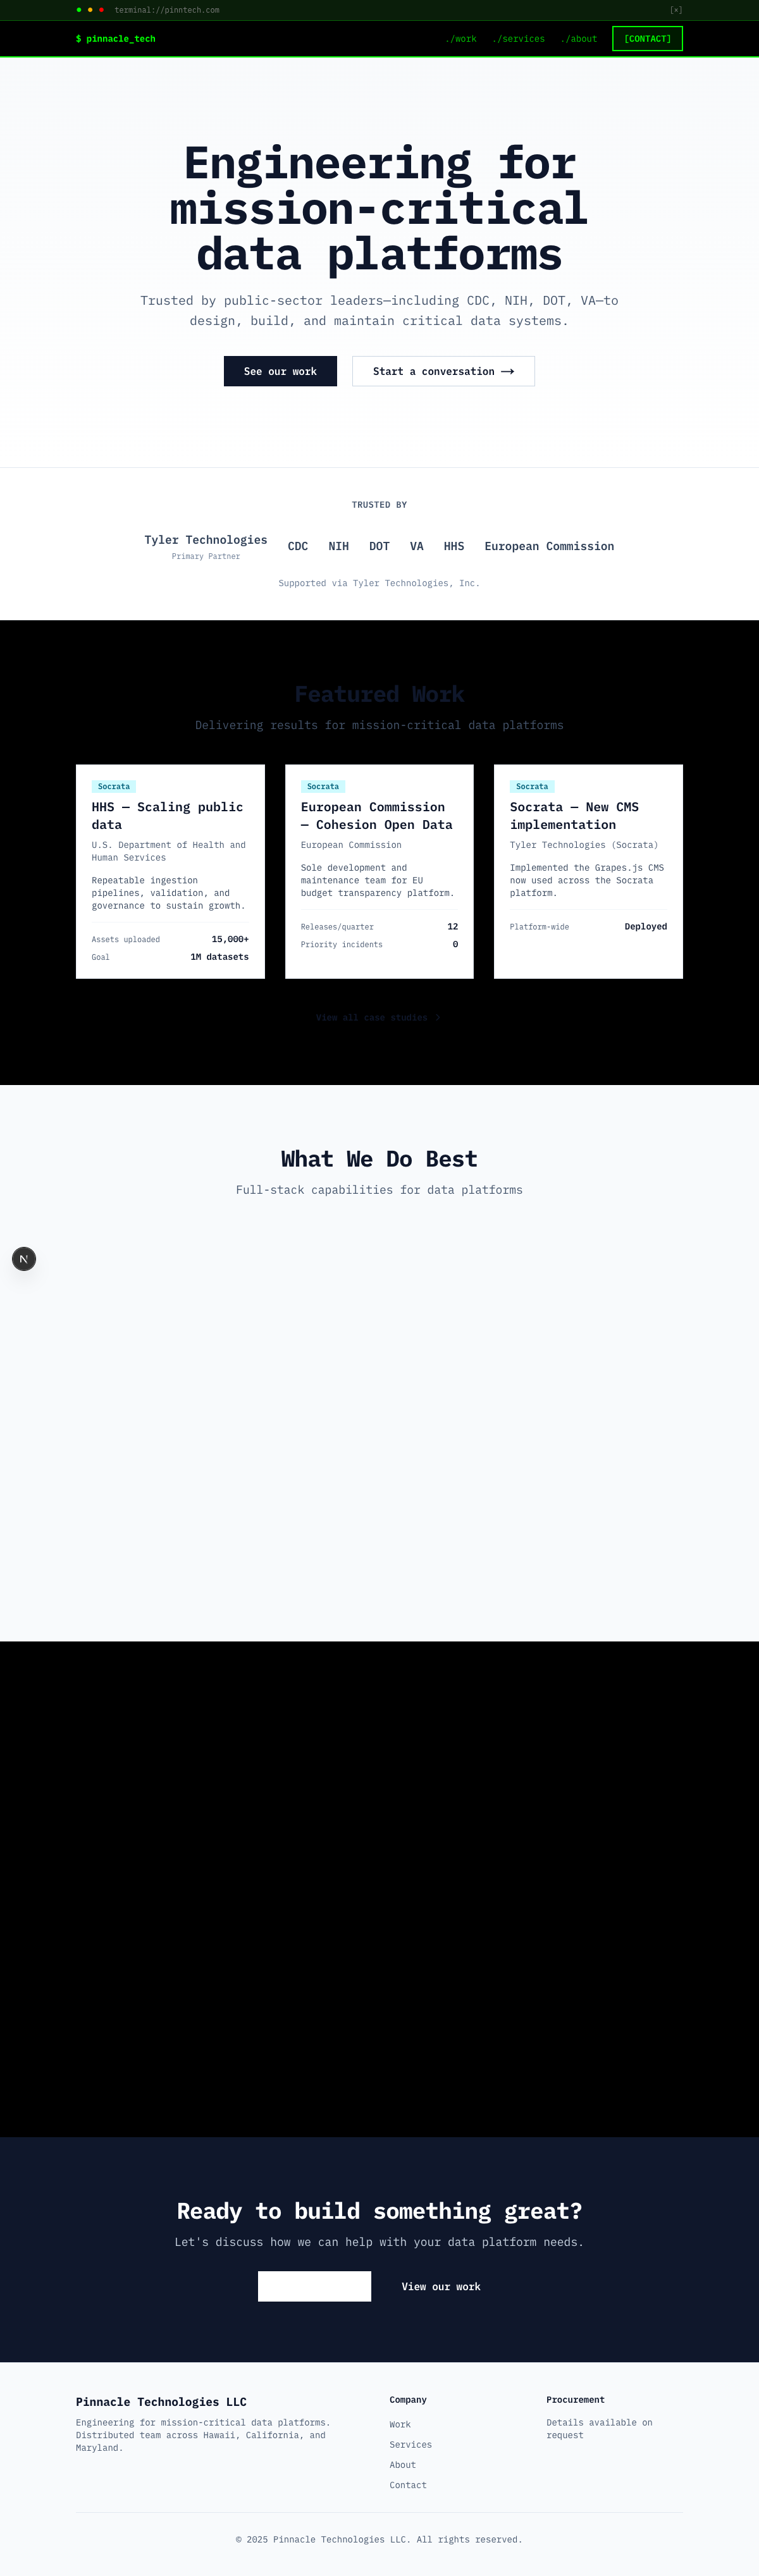 terminal://pinntech.com [×]
$ pinnacle_tech ./work ./services ./about [CONTACT]
Engineering for
mission-critical
data platforms
Trusted by public-sector leaders—including CDC, NIH, DOT, VA—to
design, build, and maintain critical data systems.
See our work Start a conversation ⟶
TRUSTED BY
Tyler Technologies CDC NIH DOT VA HHS European Commission
Primary Partner
Supported via Tyler Technologies, Inc.
Featured Work
Delivering results for mission-critical data platforms
Socrata
HHS — Scaling public
data
U.S. Department of Health and
Human Services
Repeatable ingestion
pipelines, validation, and
governance to sustain growth.
Assets uploaded 15,000+
Goal 1M datasets
Socrata
European Commission
— Cohesion Open Data
European Commission
Sole development and
maintenance team for EU
budget transparency platform.
Releases/quarter 12
Priority incidents 0
Socrata
Socrata — New CMS
implementation
Tyler Technologies (Socrata)
Implemented the Grapes.js CMS
now used across the Socrata
platform.
Platform-wide Deployed
View all case studies
What We Do Best
Full-stack capabilities for data platforms
N
Ready to build something great?
Let's discuss how we can help with your data platform needs.
View our work
Pinnacle Technologies LLC
Engineering for mission-critical data platforms.
Distributed team across Hawaii, California, and
Maryland.
Company
Work
Services
About
Contact
Procurement
Details available on
request
© 2025 Pinnacle Technologies LLC. All rights reserved.